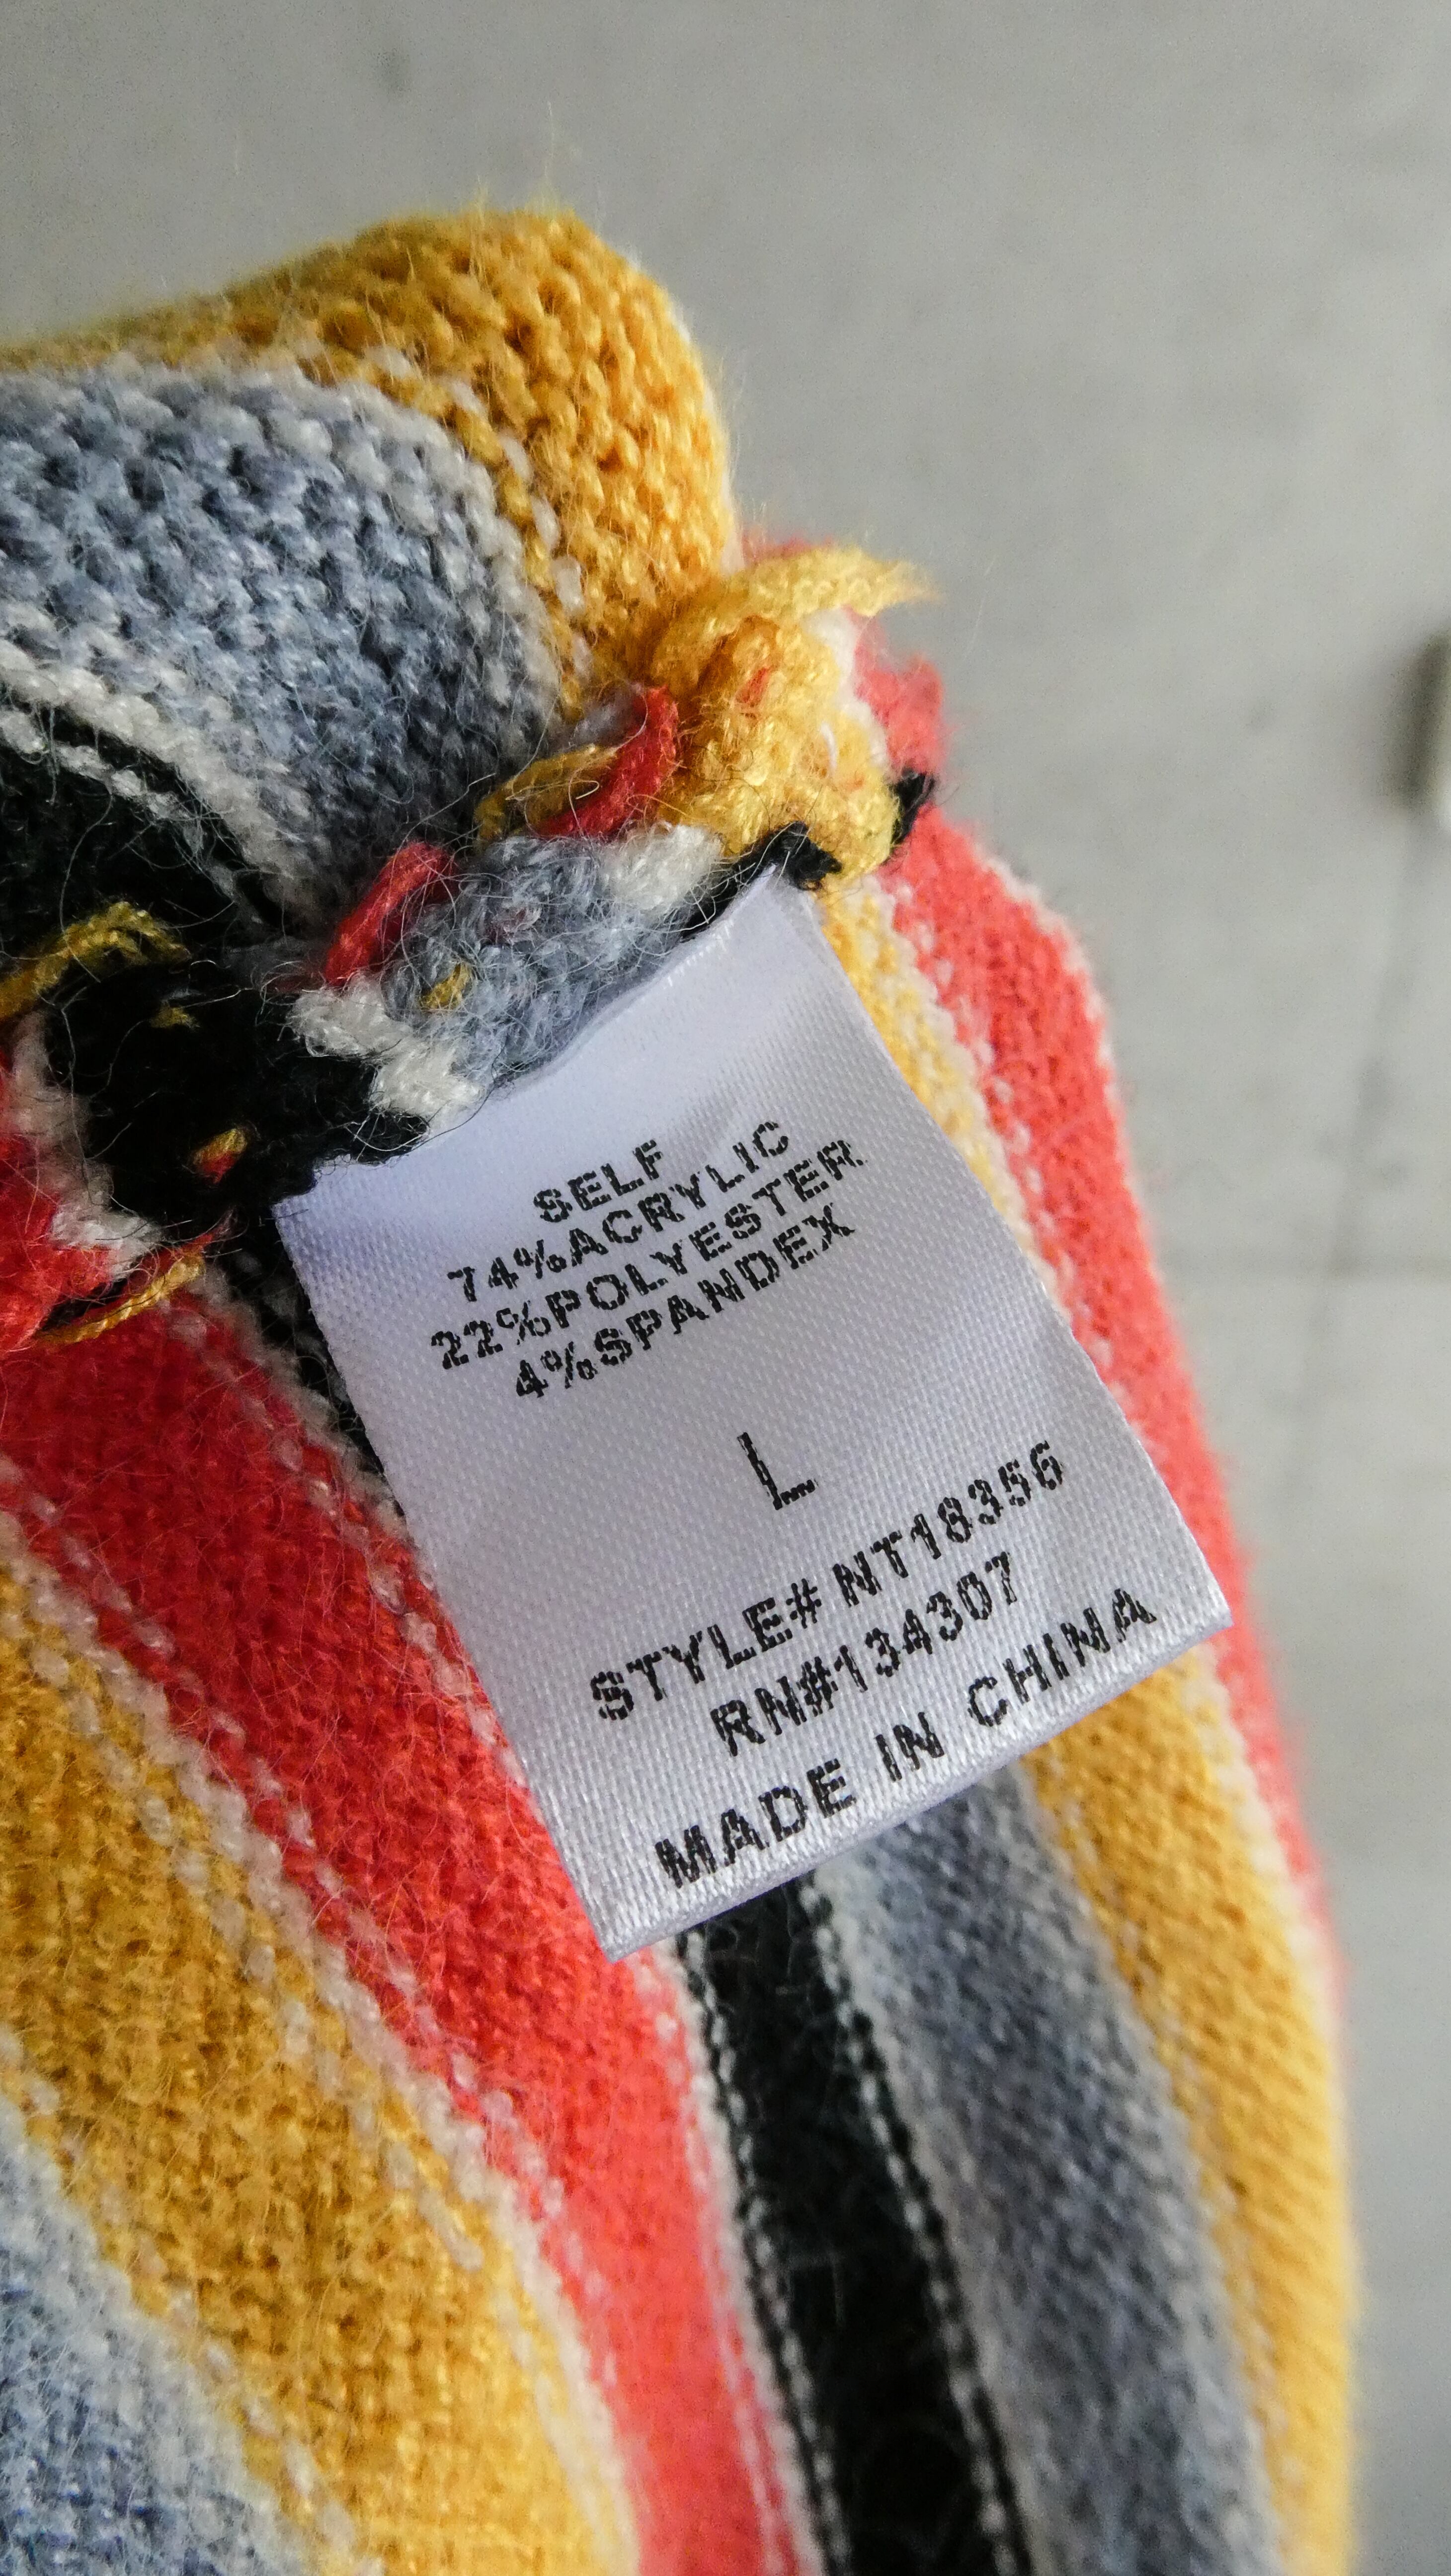 SELF
74%ACRYLIC
22%POLYESTER
4%SPANDEX
L
STYLE# NT18356
RN#134307
MADE IN CHINA